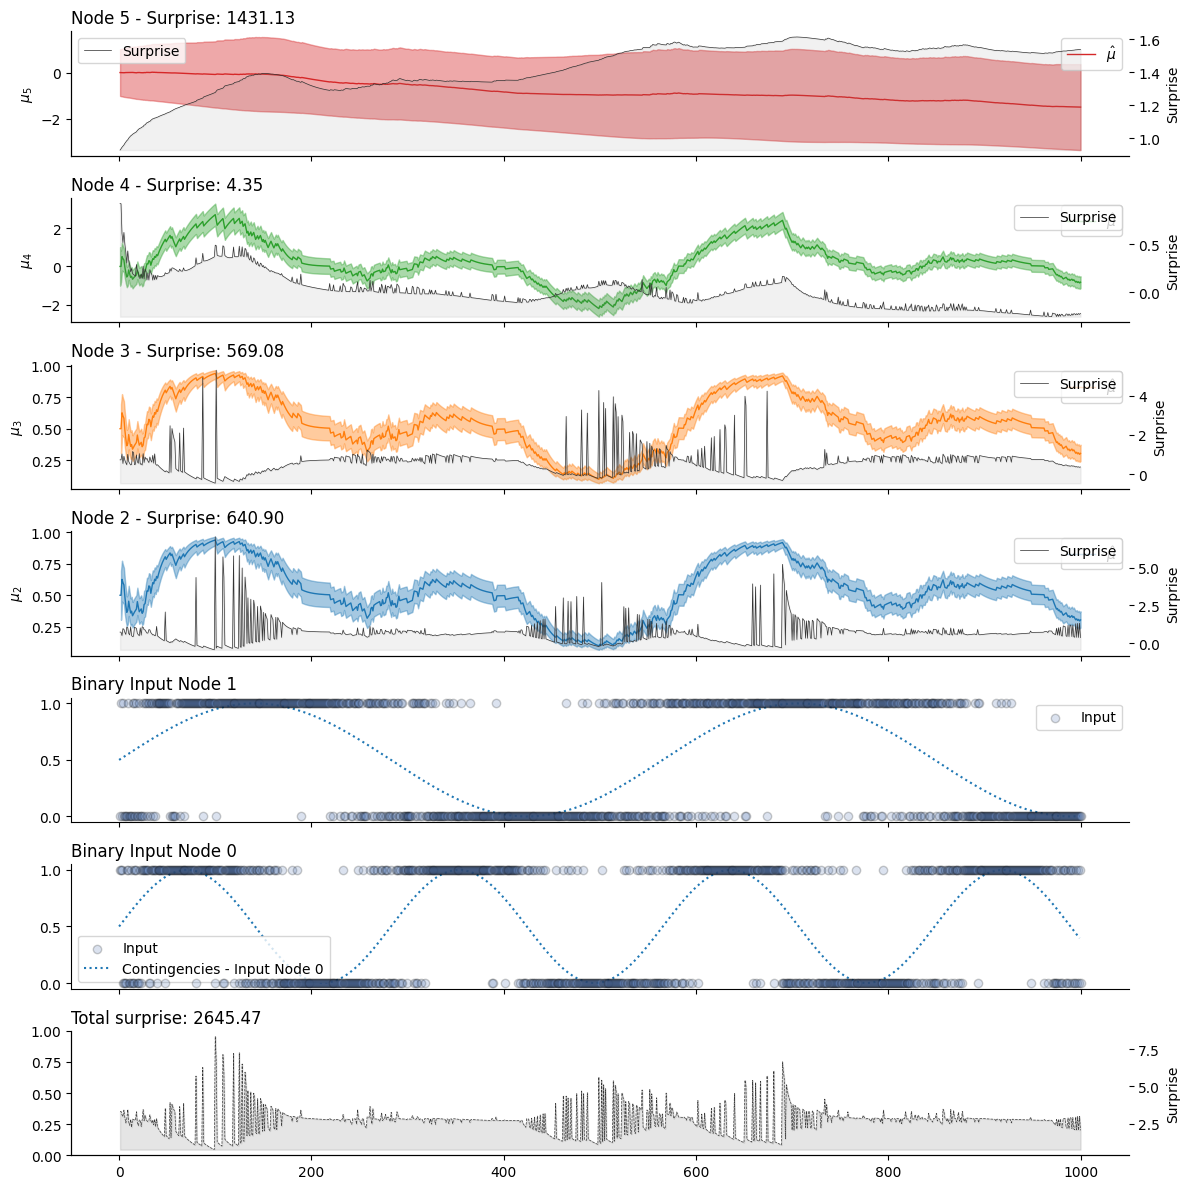 Node 5 - Surprise: 1431.13
Surprise
μ̂
0
−2
μ5
1.6
1.4
1.2
1.0
Surprise
Node 4 - Surprise: 4.35
Surprise
2
0
−2
μ4
0.5
0.0
Surprise
Node 3 - Surprise: 569.08
Surprise
1.00
0.75
0.50
0.25
μ3
4
2
0
Surprise
Node 2 - Surprise: 640.90
Surprise
1.00
0.75
0.50
0.25
μ2
5.0
2.5
0.0
Surprise
Binary Input Node 1
1.0
0.5
0.0
Input
Binary Input Node 0
1.0
0.5
0.0
Input
Contingencies - Input Node 0
Total surprise: 2645.47
1.00
0.75
0.50
0.25
0.00
7.5
5.0
2.5
Surprise
0 200 400 600 800 1000